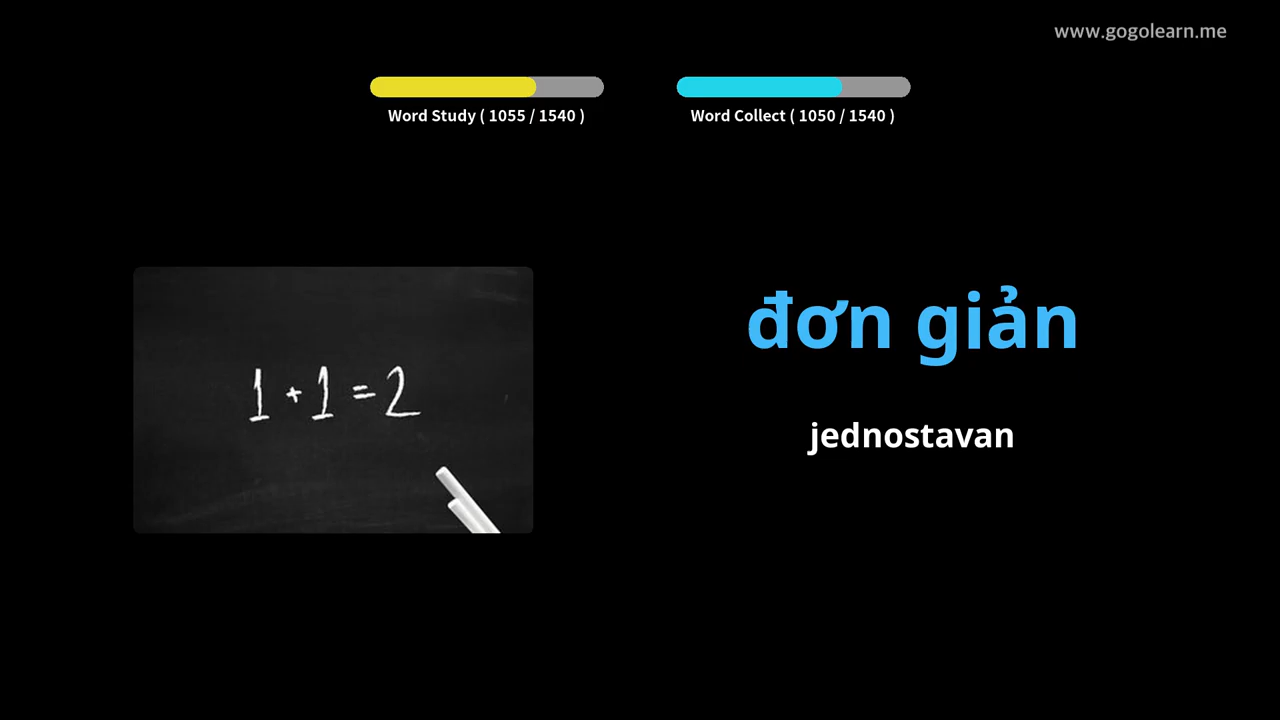 www.gogolearn.me
Word Study ( 1055 / 1540 )
Word Collect ( 1050 / 1540 )
1 + 1 = 2
đơn giản
jednostavan